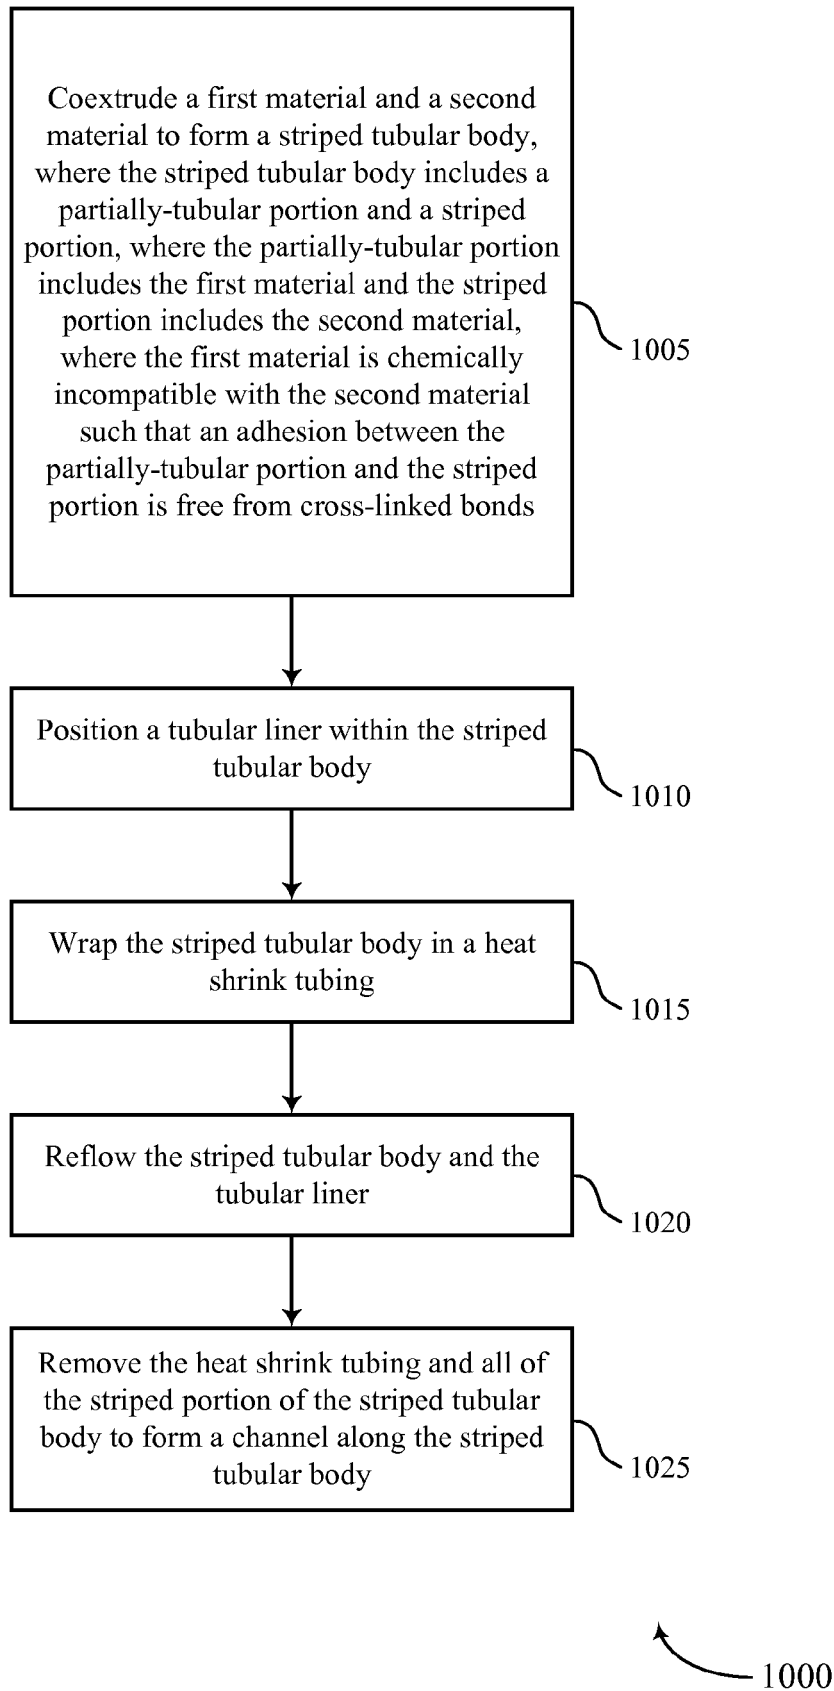 Coextrude a first material and a second
material to form a striped tubular body,
where the striped tubular body includes a
partially-tubular portion and a striped
portion, where the partially-tubular portion
includes the first material and the striped
portion includes the second material,
where the first material is chemically
incompatible with the second material
such that an adhesion between the
partially-tubular portion and the striped
portion is free from cross-linked bonds
1005
Position a tubular liner within the striped
tubular body
1010
Wrap the striped tubular body in a heat
shrink tubing
1015
Reflow the striped tubular body and the
tubular liner
1020
Remove the heat shrink tubing and all of
the striped portion of the striped tubular
body to form a channel along the striped
tubular body
1025
1000